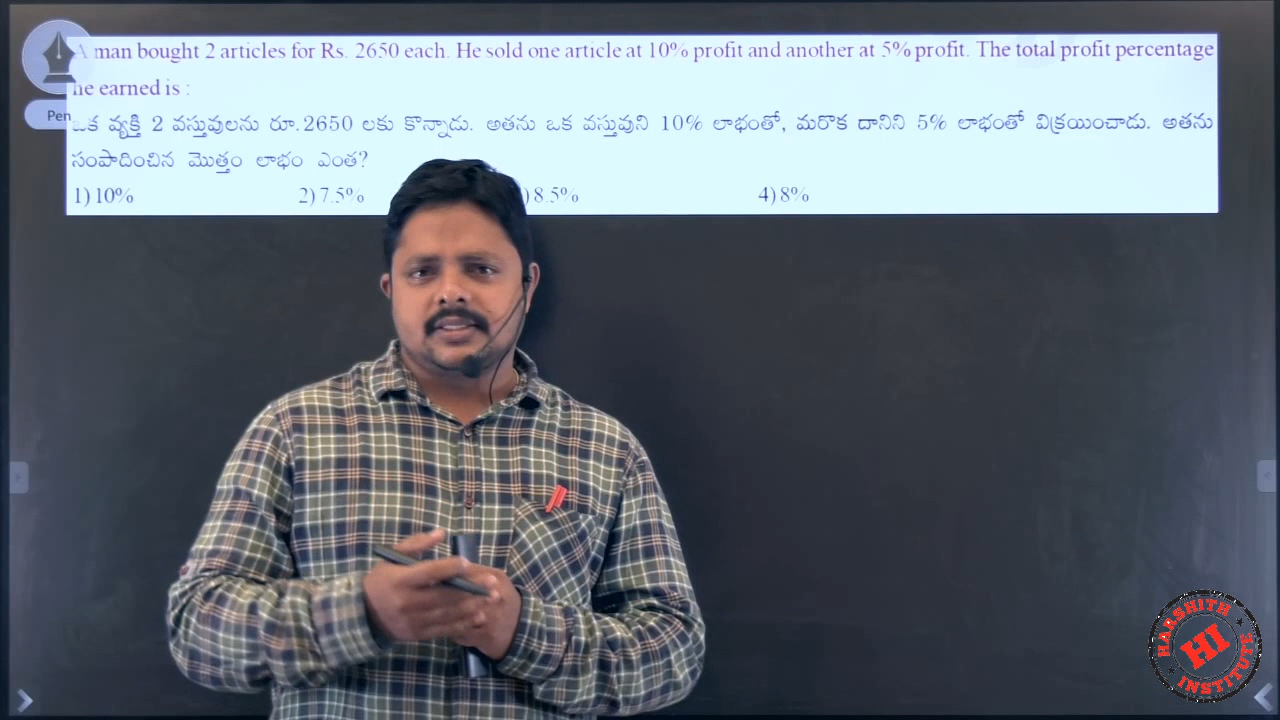 A man bought 2 articles for Rs. 2650 each. He sold one article at 10% profit and another at 5% profit. The total profit percentage
he earned is :
Pen
ఒక వ్యక్తి 2 వస్తువులను రూ.2650 లకు కొన్నాడు. అతను ఒక వస్తువుని 10% లాభంతో, మరొక దానిని 5% లాభంతో విక్రయించాడు. అతను
సంపాదించిన మొత్తం లాభం ఎంత?
1) 10% 2) 7.5% ) 8.5% 4) 8%
HARSHITH
HI
INSTITUTE